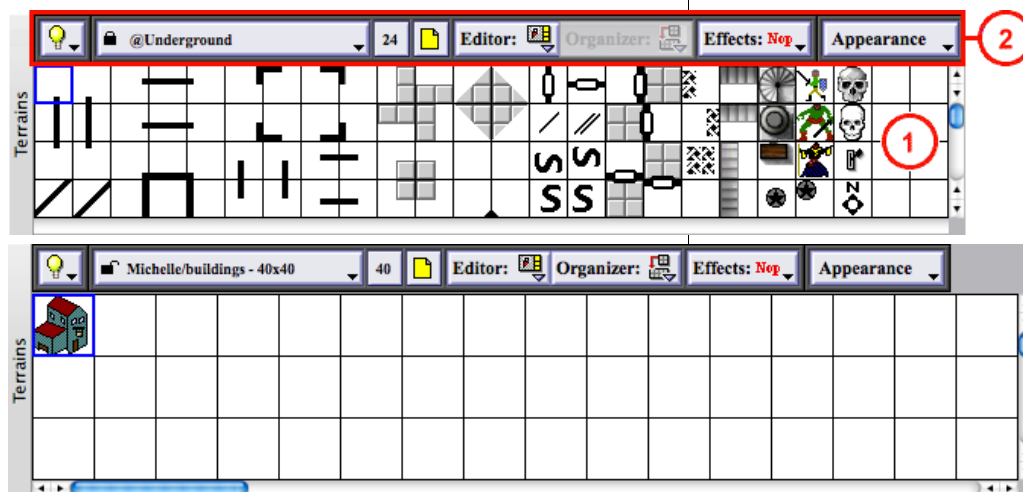 @Underground 24 Editor: Organizer: Effects: Nop Appearance 2
Terrains
1
S S
S S
N
Michelle/buildings - 40x40 40 Editor: Organizer: Effects: Nop Appearance
Terrains